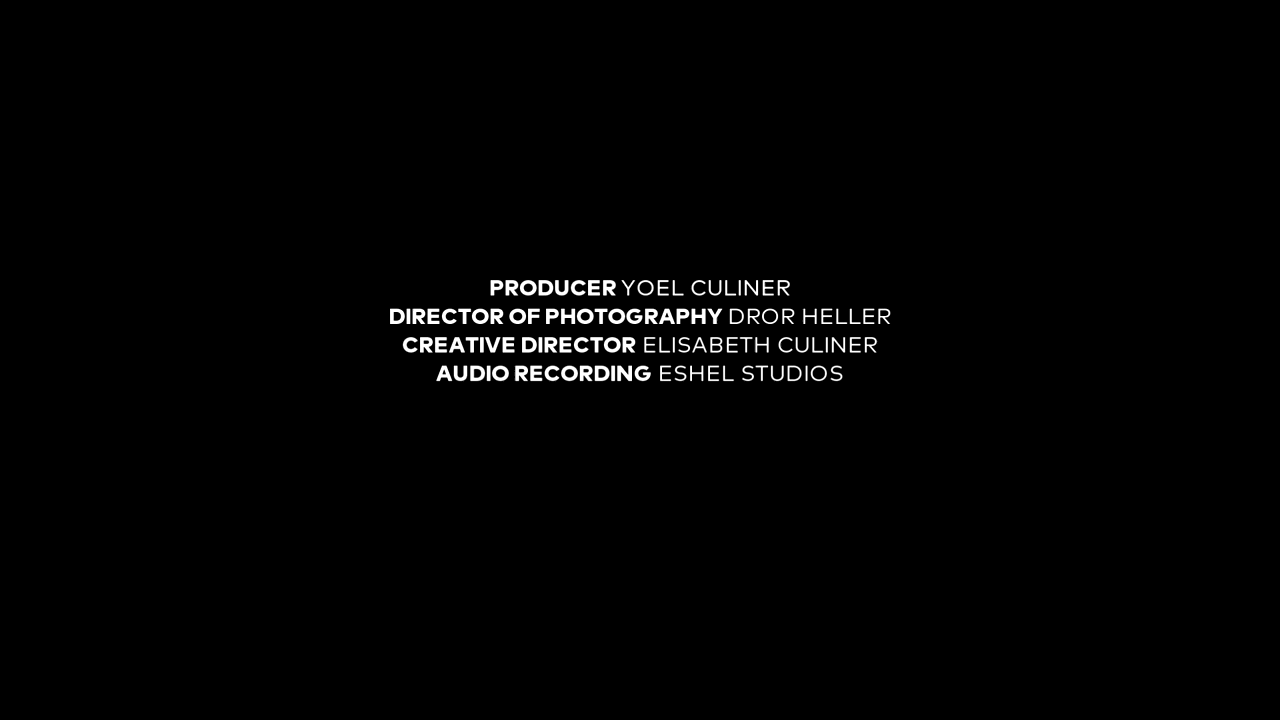 PRODUCER YOEL CULINER
DIRECTOR OF PHOTOGRAPHY DROR HELLER
CREATIVE DIRECTOR ELISABETH CULINER
AUDIO RECORDING ESHEL STUDIOS